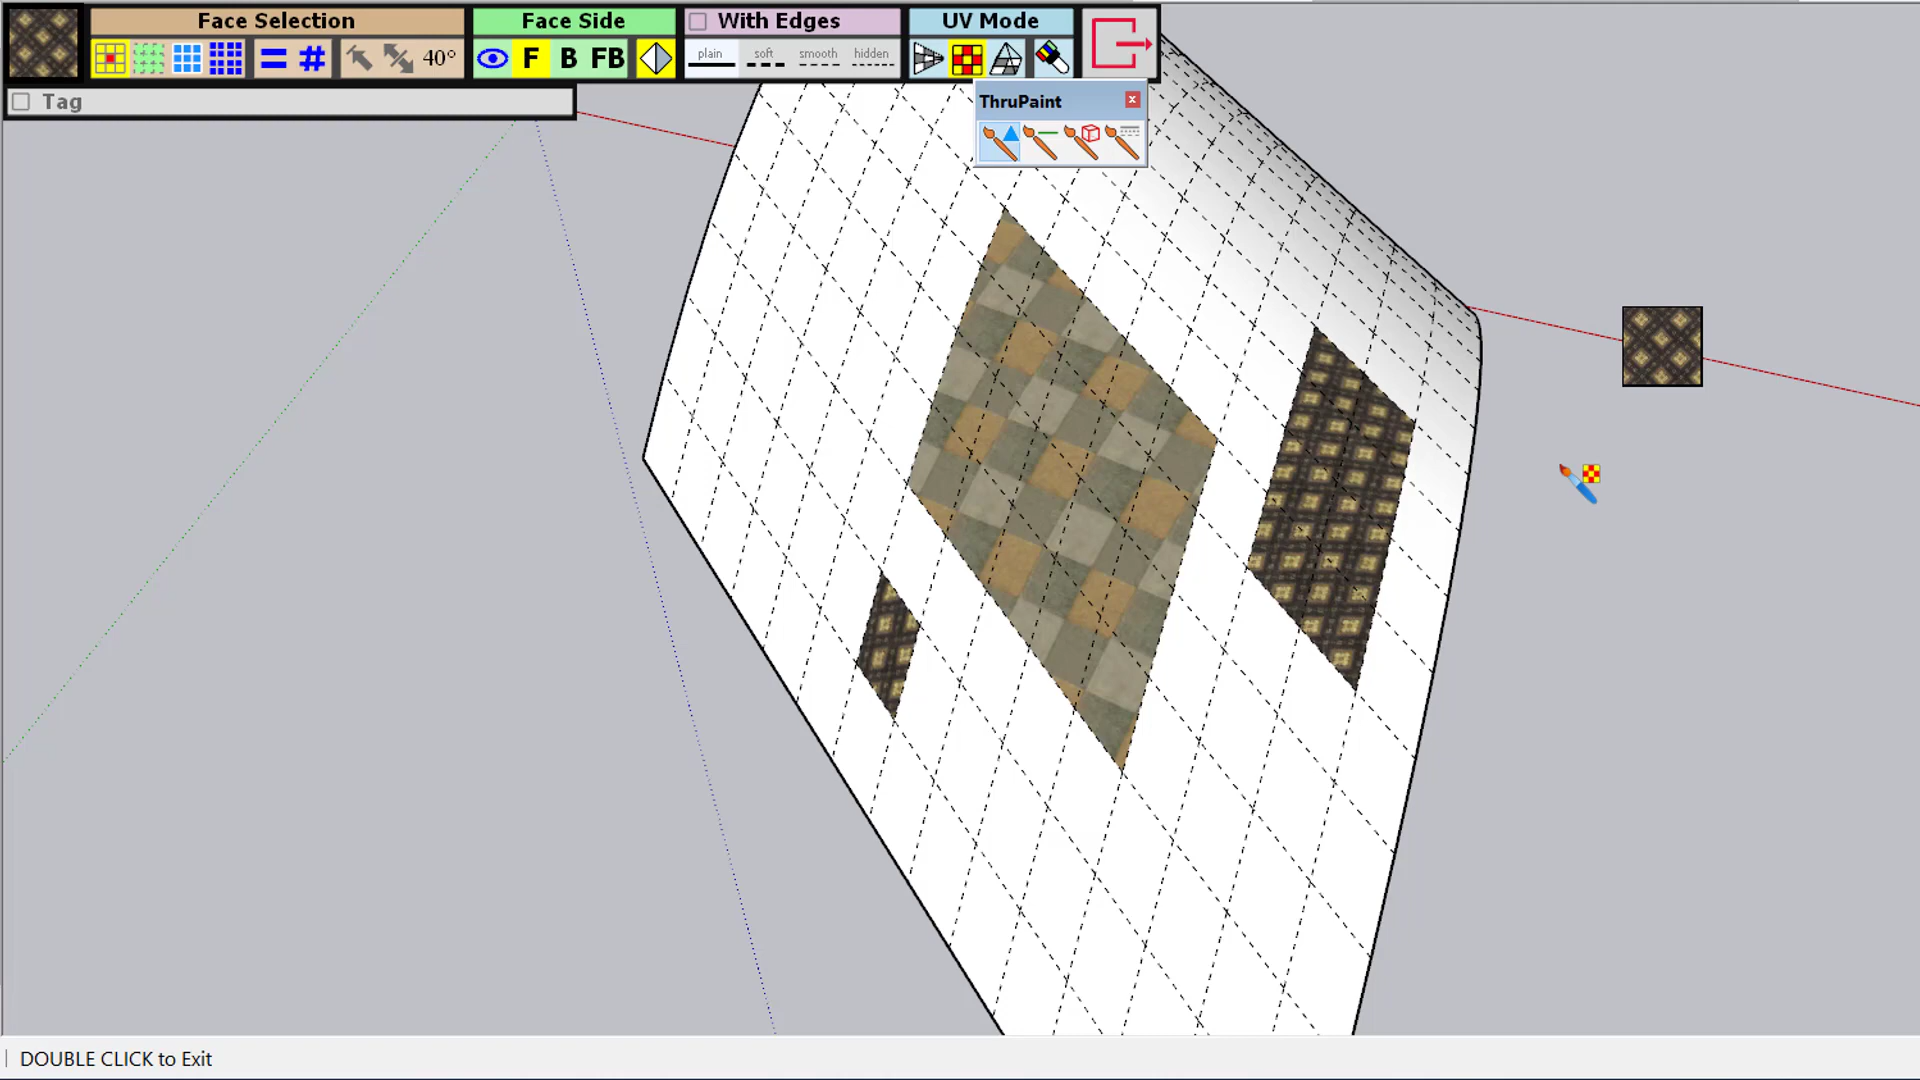 Face Selection
Face Side
With Edges
UV Mode
40°
F
B
FB
plain
soft
smooth
hidden
Tag
ThruPaint
DOUBLE CLICK to Exit